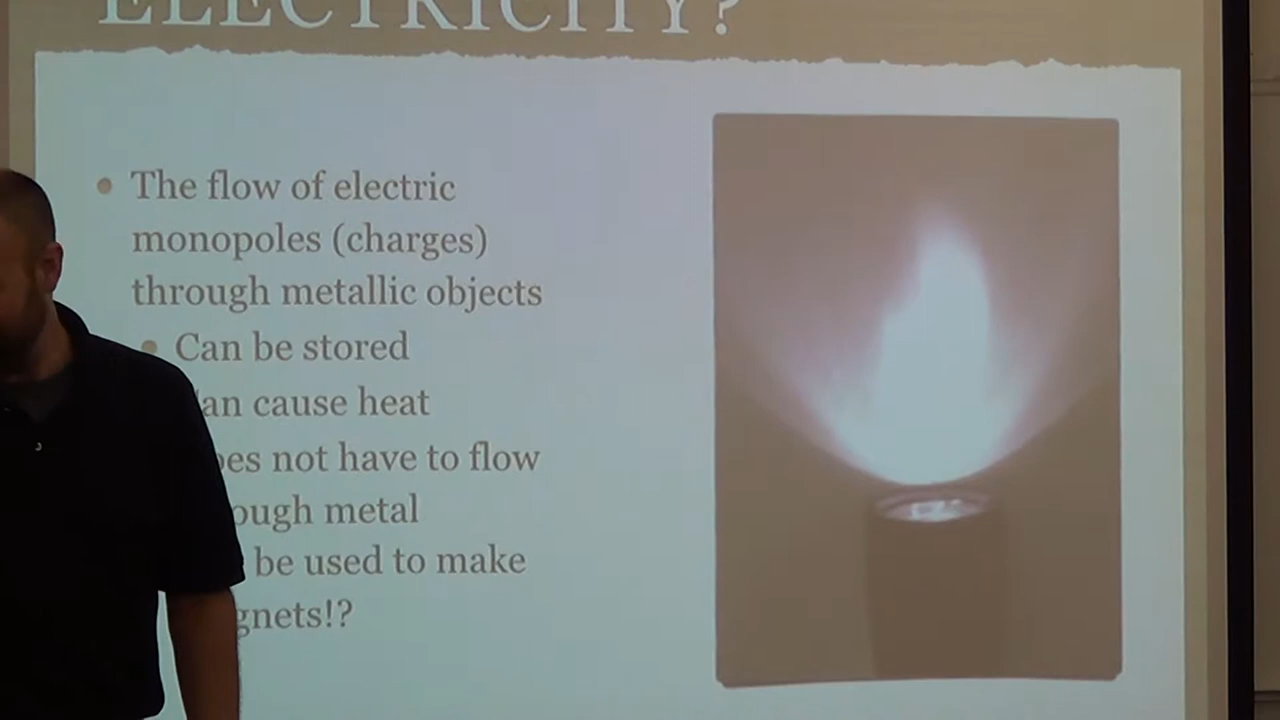 ELECTRICITY?
The flow of electric
monopoles (charges)
through metallic objects
Can be stored
an cause heat
oes not have to flow
ough metal
be used to make
gnets!?